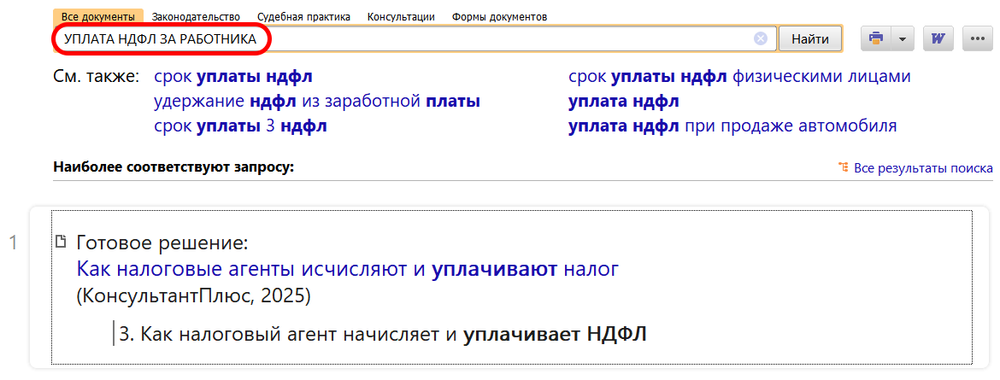 Все документы Законодательство Судебная практика Консультации Формы документов
УПЛАТА НДФЛ ЗА РАБОТНИКА Найти
См. также: срок уплаты ндфл срок уплаты ндфл физическими лицами
удержание ндфл из заработной платы уплата ндфл
срок уплаты 3 ндфл уплата ндфл при продаже автомобиля
Наиболее соответствуют запросу: Все результаты поиска
1 Готовое решение:
Как налоговые агенты исчисляют и уплачивают налог
(КонсультантПлюс, 2025)
3. Как налоговый агент начисляет и уплачивает НДФЛ